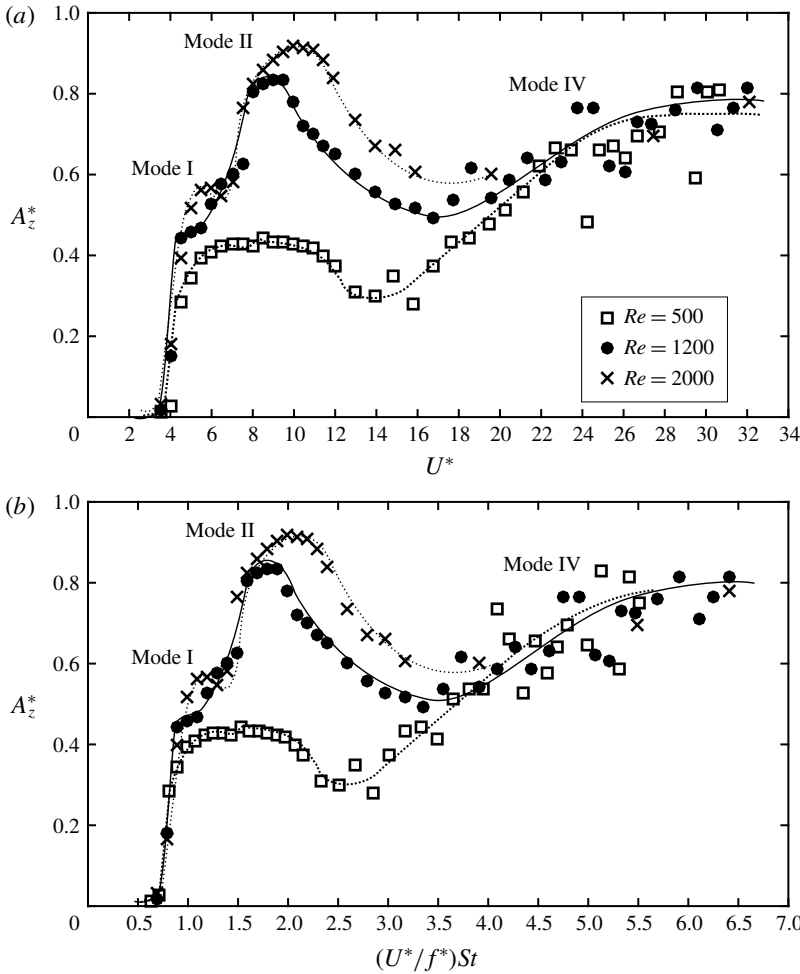 (a)
1.0
Mode II
0.8
Mode IV
Mode I
0.6
A*z
0.4
Re = 500
Re = 1200
0.2
Re = 2000
0 2 4 6 8 10 12 14 16 18 20 22 24 26 28 30 32 34
U*
(b)
1.0
Mode II
0.8
Mode IV
Mode I
0.6
A*z
0.4
0.2
0 0.5 1.0 1.5 2.0 2.5 3.0 3.5 4.0 4.5 5.0 5.5 6.0 6.5 7.0
(U*/f*)St